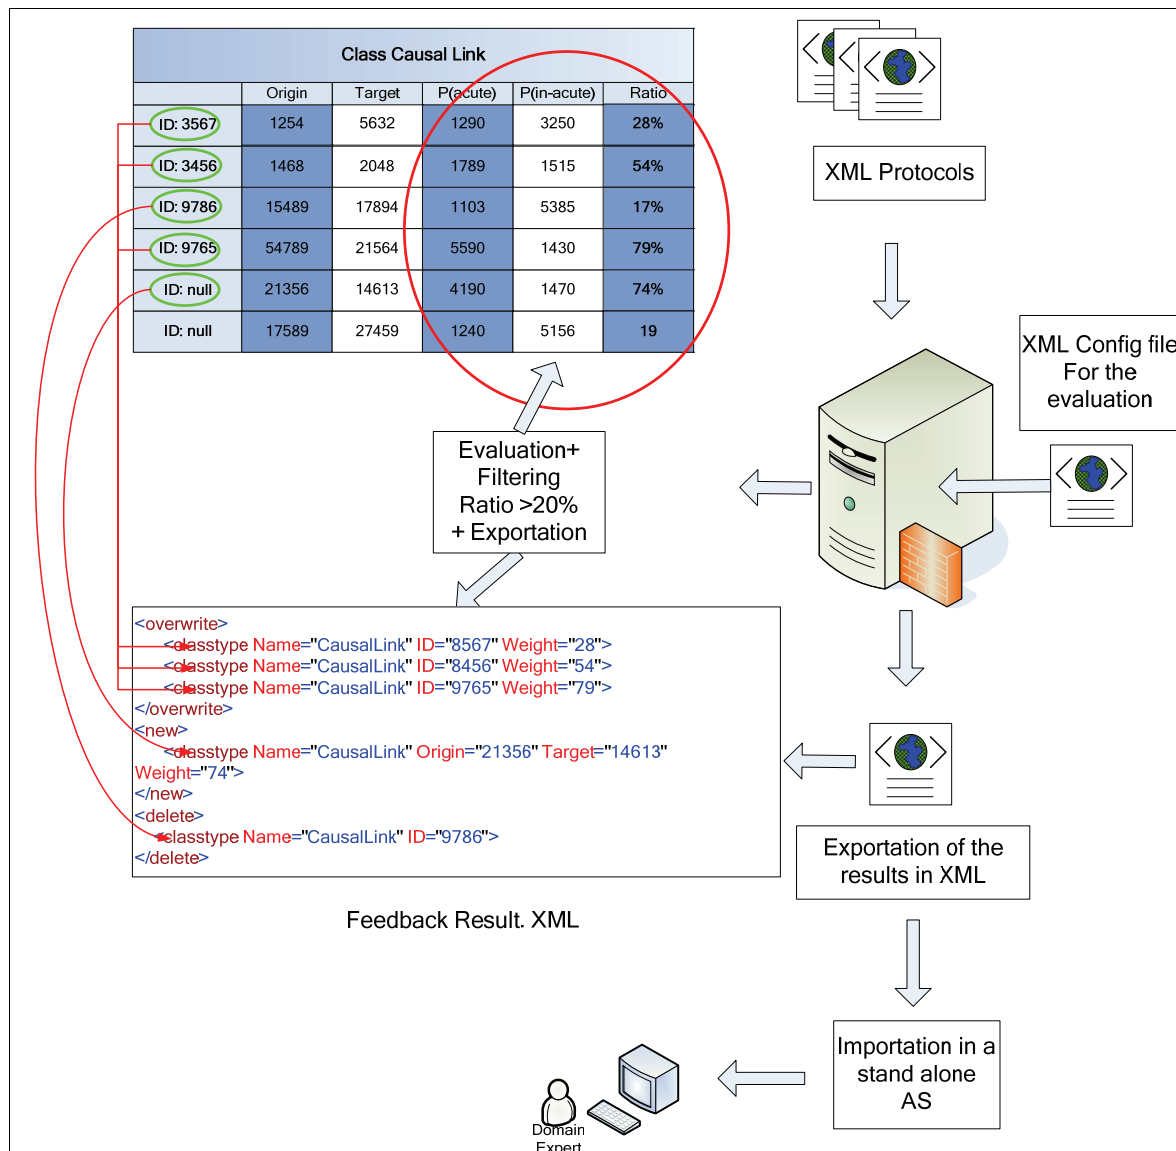 Class Causal Link
Origin Target P(acute) P(in-acute) Ratio
ID: 3567 1254 5632 1290 3250 28%
ID: 3456 1468 2048 1789 1515 54%
ID: 9786 15489 17894 1103 5385 17%
ID: 9765 54789 21564 5590 1430 79%
ID: null 21356 14613 4190 1470 74%
ID: null 17589 27459 1240 5156 19
XML Protocols
XML Config file
For the
evaluation
Evaluation+
Filtering
Ratio >20%
+ Exportation
<overwrite>
<classtype Name="CausalLink" ID="8567" Weight="28">
<classtype Name="CausalLink" ID="8456" Weight="54">
<classtype Name="CausalLink" ID="9765" Weight="79">
</overwrite>
<new>
<classtype Name="CausalLink" Origin="21356" Target="14613"
Weight="74">
</new>
<delete>
<classtype Name="CausalLink" ID="9786">
</delete>
Feedback Result. XML
Exportation of the
results in XML
Importation in a
stand alone
AS
Domain
Expert